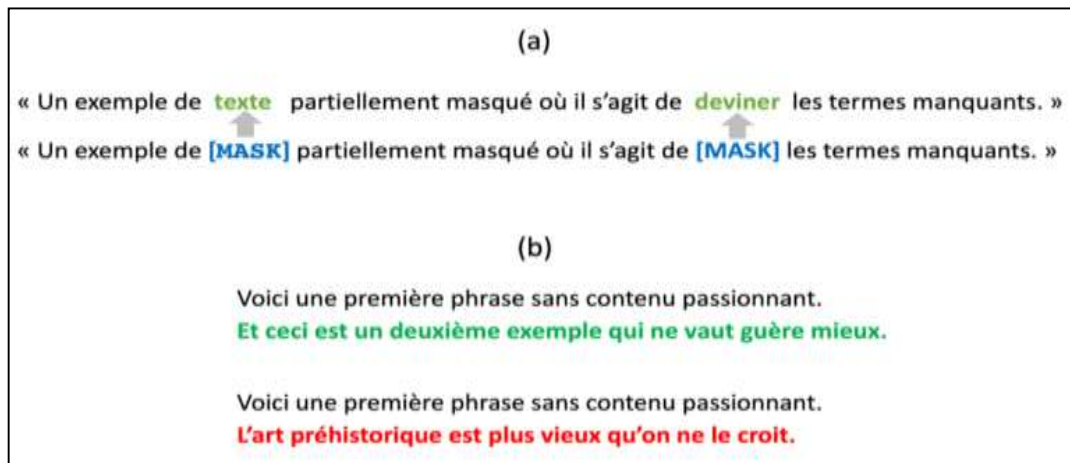 (a)
« Un exemple de texte partiellement masqué où il s’agit de deviner les termes manquants. »
« Un exemple de [MASK] partiellement masqué où il s’agit de [MASK] les termes manquants. »
(b)
Voici une première phrase sans contenu passionnant.
Et ceci est un deuxième exemple qui ne vaut guère mieux.
Voici une première phrase sans contenu passionnant.
L’art préhistorique est plus vieux qu’on ne le croit.